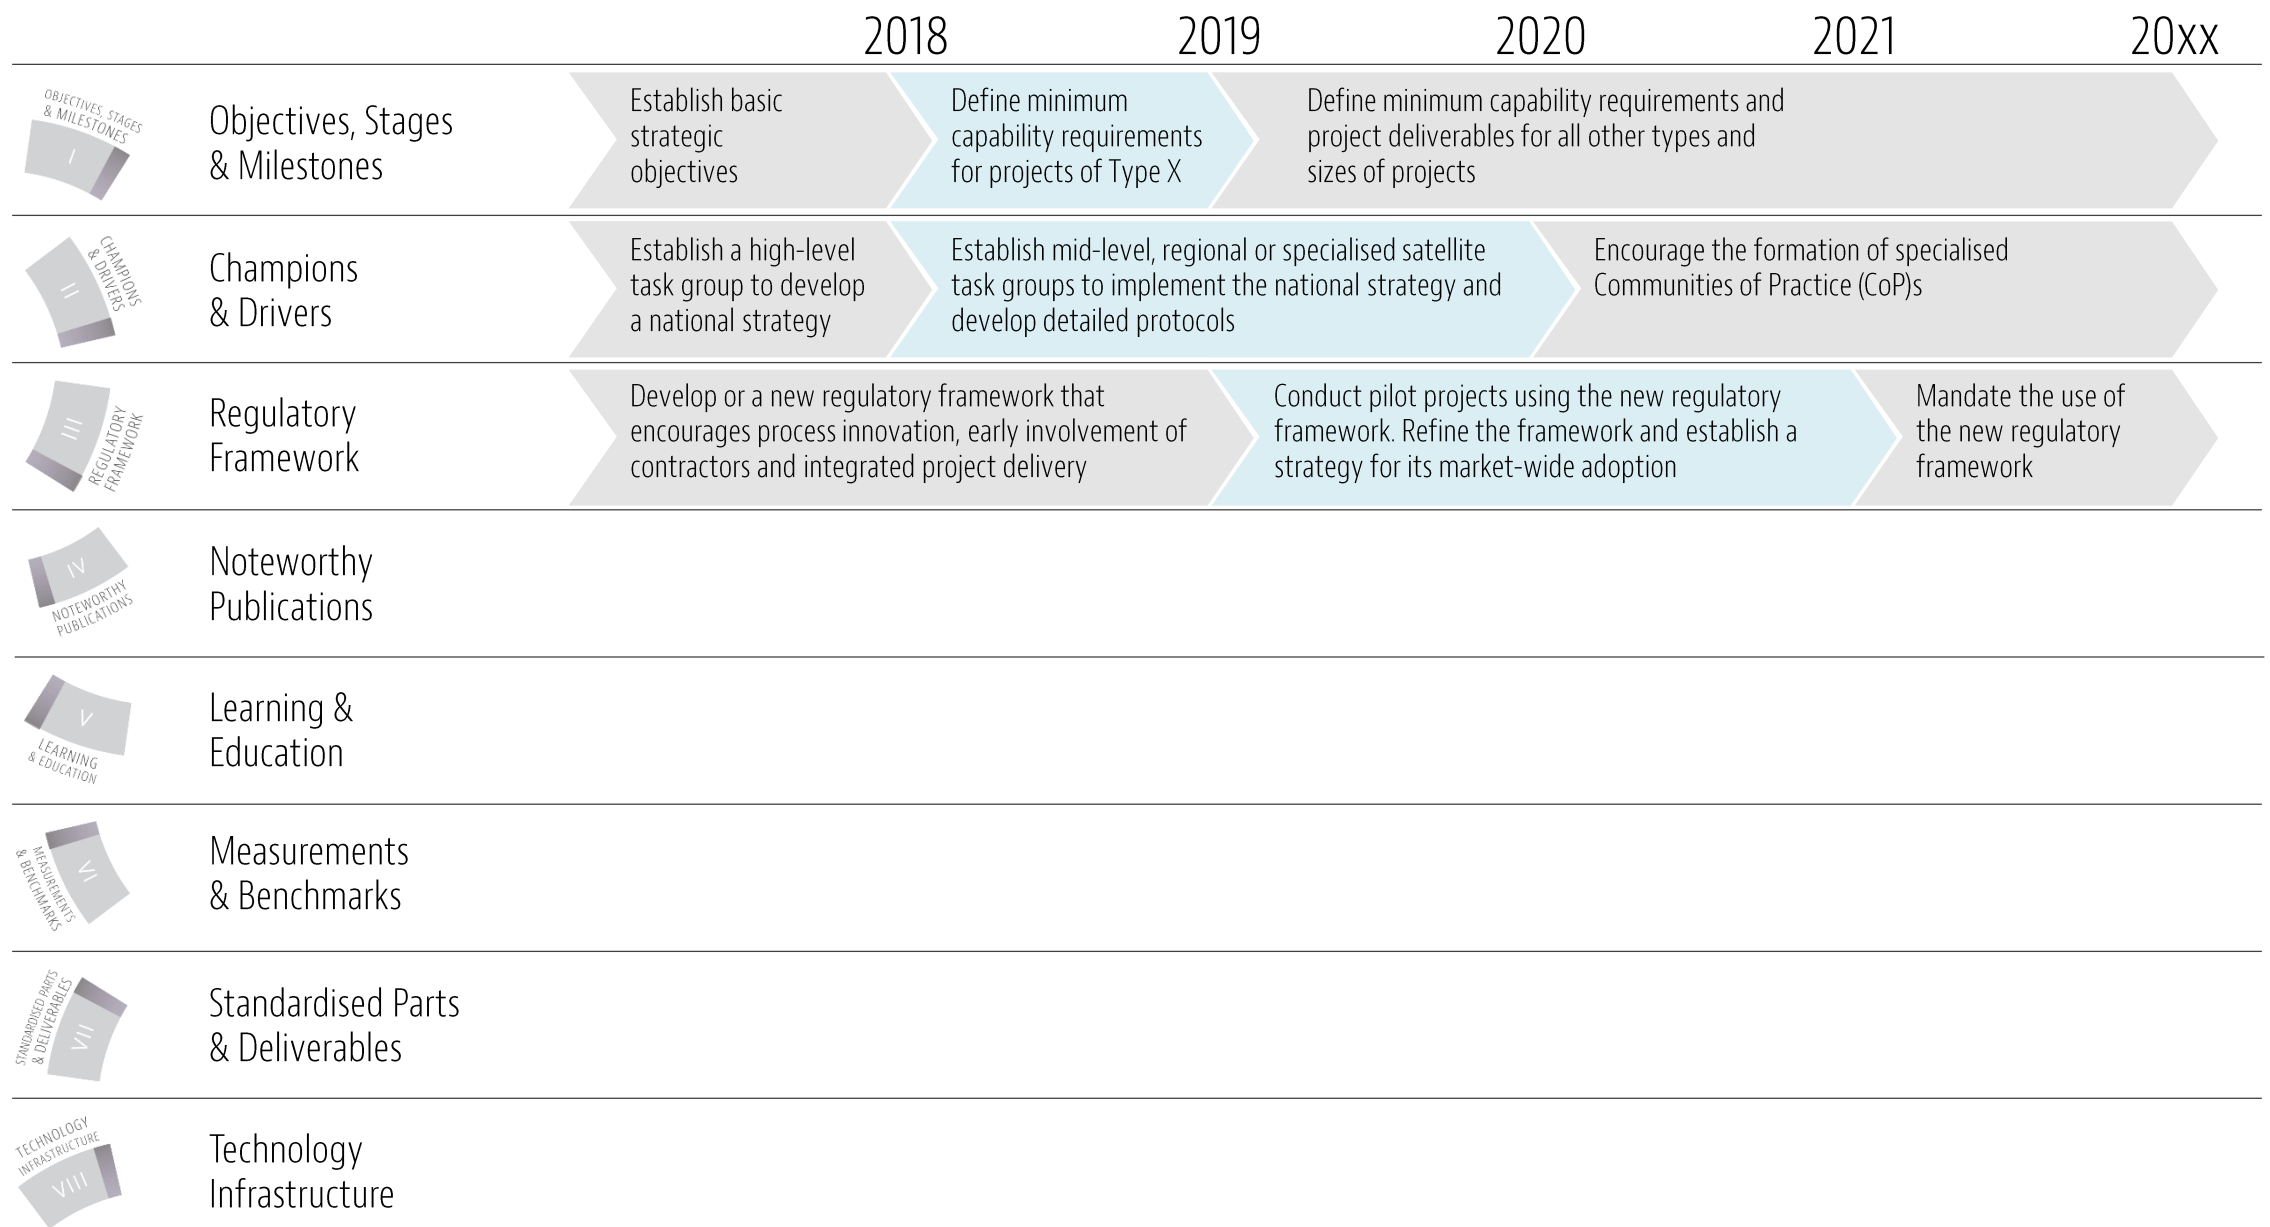 2018 2019 2020 2021 20xx
OBJECTIVES, STAGES
& MILESTONES
I
Objectives, Stages
& Milestones
Establish basic
strategic
objectives
Define minimum
capability requirements
for projects of Type X
Define minimum capability requirements and
project deliverables for all other types and
sizes of projects
CHAMPIONS
& DRIVERS
II
Champions
& Drivers
Establish a high-level
task group to develop
a national strategy
Establish mid-level, regional or specialised satellite
task groups to implement the national strategy and
develop detailed protocols
Encourage the formation of specialised
Communities of Practice (CoP)s
III
REGULATORY
FRAMEWORK
Regulatory
Framework
Develop or a new regulatory framework that
encourages process innovation, early involvement of
contractors and integrated project delivery
Conduct pilot projects using the new regulatory
framework. Refine the framework and establish a
strategy for its market-wide adoption
Mandate the use of
the new regulatory
framework
IV
NOTEWORTHY
PUBLICATIONS
Noteworthy
Publications
V
LEARNING
& EDUCATION
Learning &
Education
VI
MEASUREMENTS
& BENCHMARKS
Measurements
& Benchmarks
STANDARDISED PARTS
& DELIVERABLES
VII
Standardised Parts
& Deliverables
TECHNOLOGY
INFRASTRUCTURE
VIII
Technology
Infrastructure